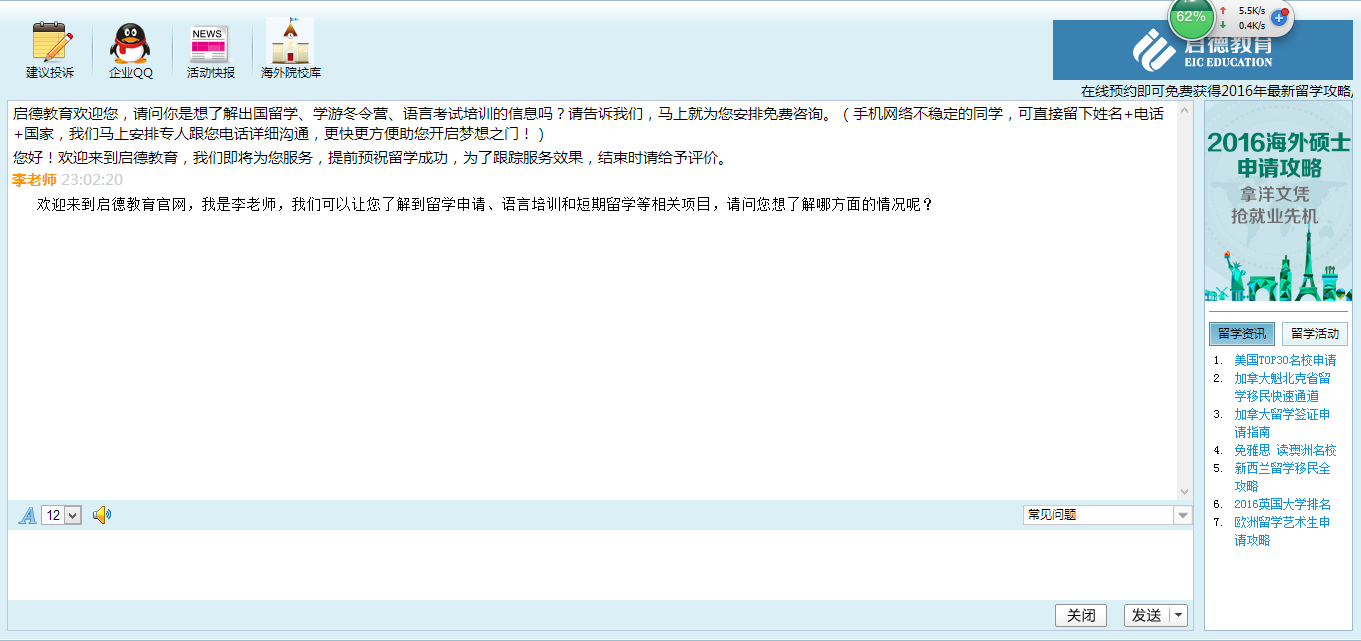 62%
5.5K/s
0.4K/s
建议投诉
企业QQ
NEWS
活动快报
海外院校库
启德教育
EIC EDUCATION
在线预约即可免费获得2016年最新留学攻略,
启德教育欢迎您，请问你是想了解出国留学、学游冬令营、语言考试培训的信息吗？请告诉我们，马上就为您安排免费咨询。（手机网络不稳定的同学，可直接留下姓名+电话
+国家，我们马上安排专人跟您电话详细沟通，更快更方便助您开启梦想之门！）
您好！欢迎来到启德教育，我们即将为您服务，提前预祝留学成功，为了跟踪服务效果，结束时请给予评价。
李老师 23:02:20
欢迎来到启德教育官网，我是李老师，我们可以让您了解到留学申请、语言培训和短期留学等相关项目，请问您想了解哪方面的情况呢？
A
12
常见问题
关闭
发送
2016海外硕士
申请攻略
拿洋文凭
抢就业先机
留学资讯
留学活动
1. 美国TOP30名校申请
2. 加拿大魁北克省留
学移民快速通道
3. 加拿大留学签证申
请指南
4. 免雅思 读澳洲名校
5. 新西兰留学移民全
攻略
6. 2016英国大学排名
7. 欧洲留学艺术生申
请攻略